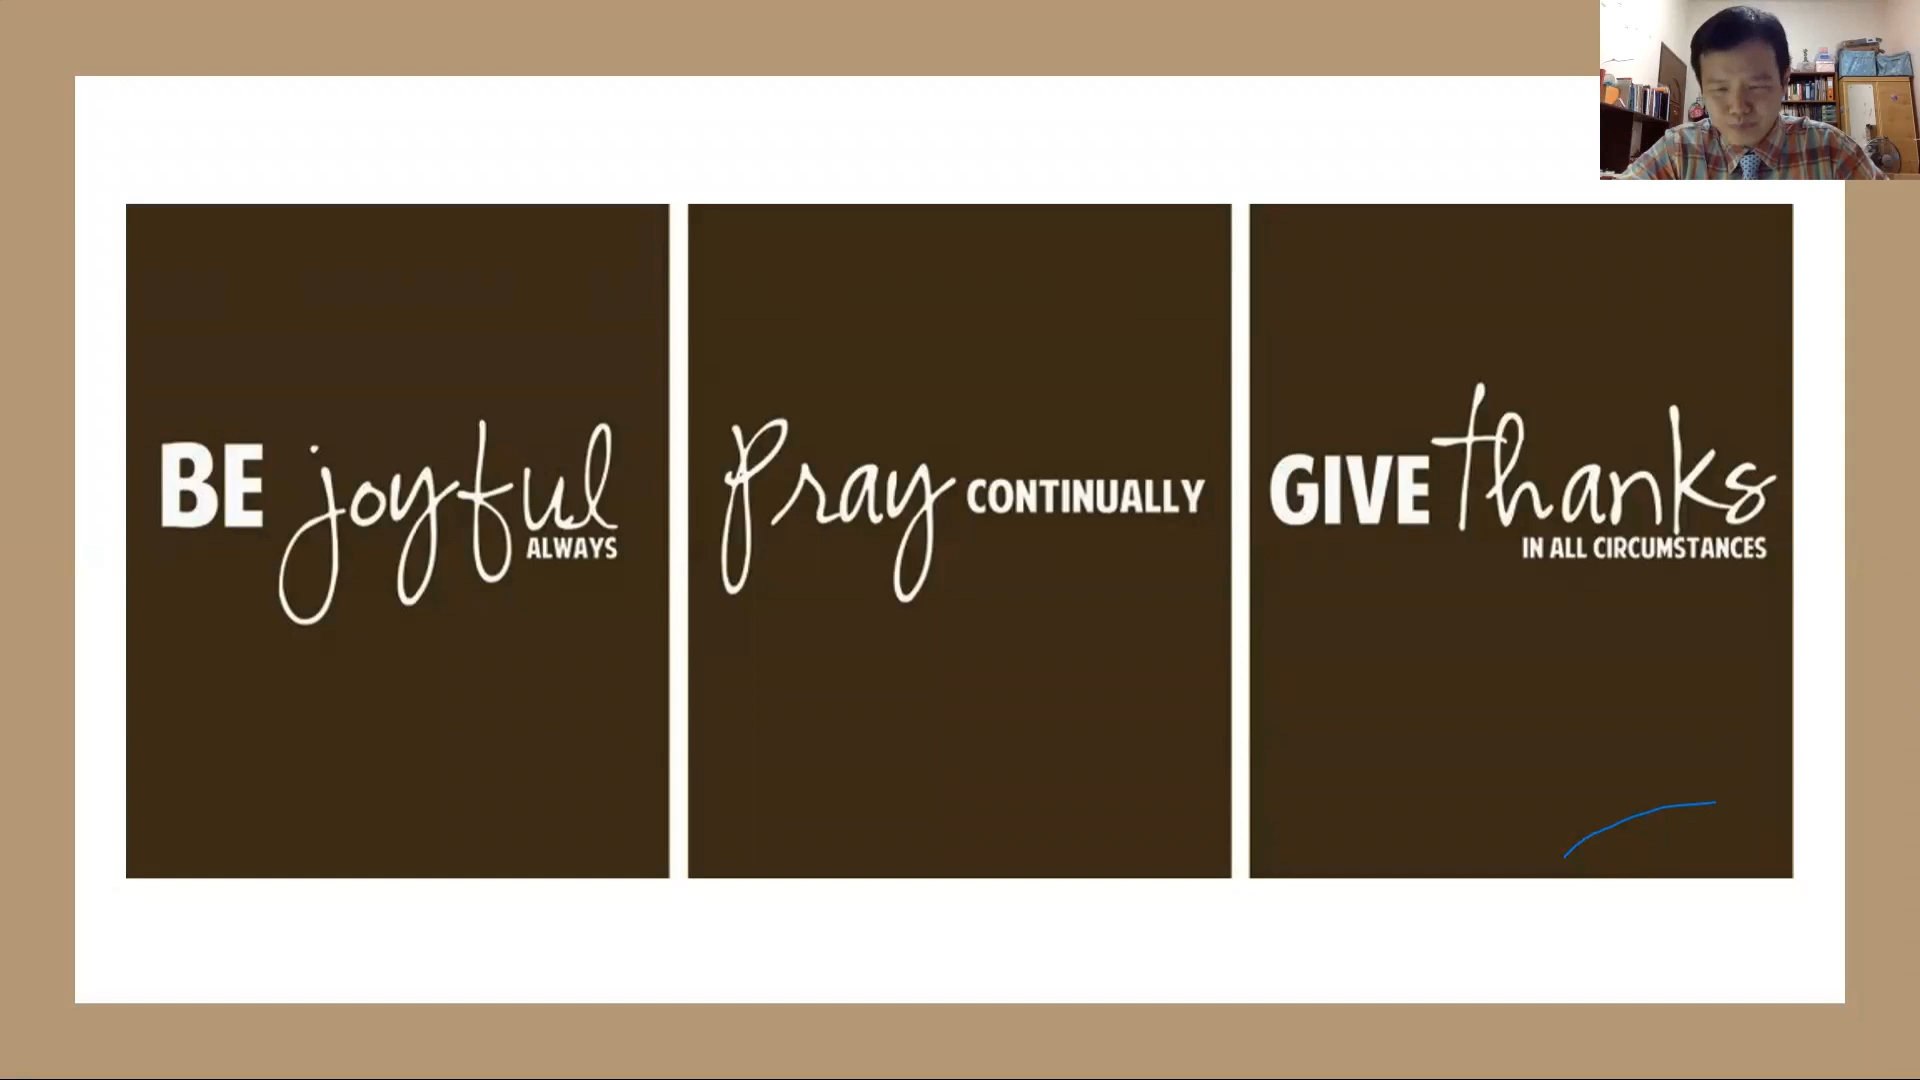 BE joyful
ALWAYS
Pray CONTINUALLY
GIVE thanks
IN ALL CIRCUMSTANCES